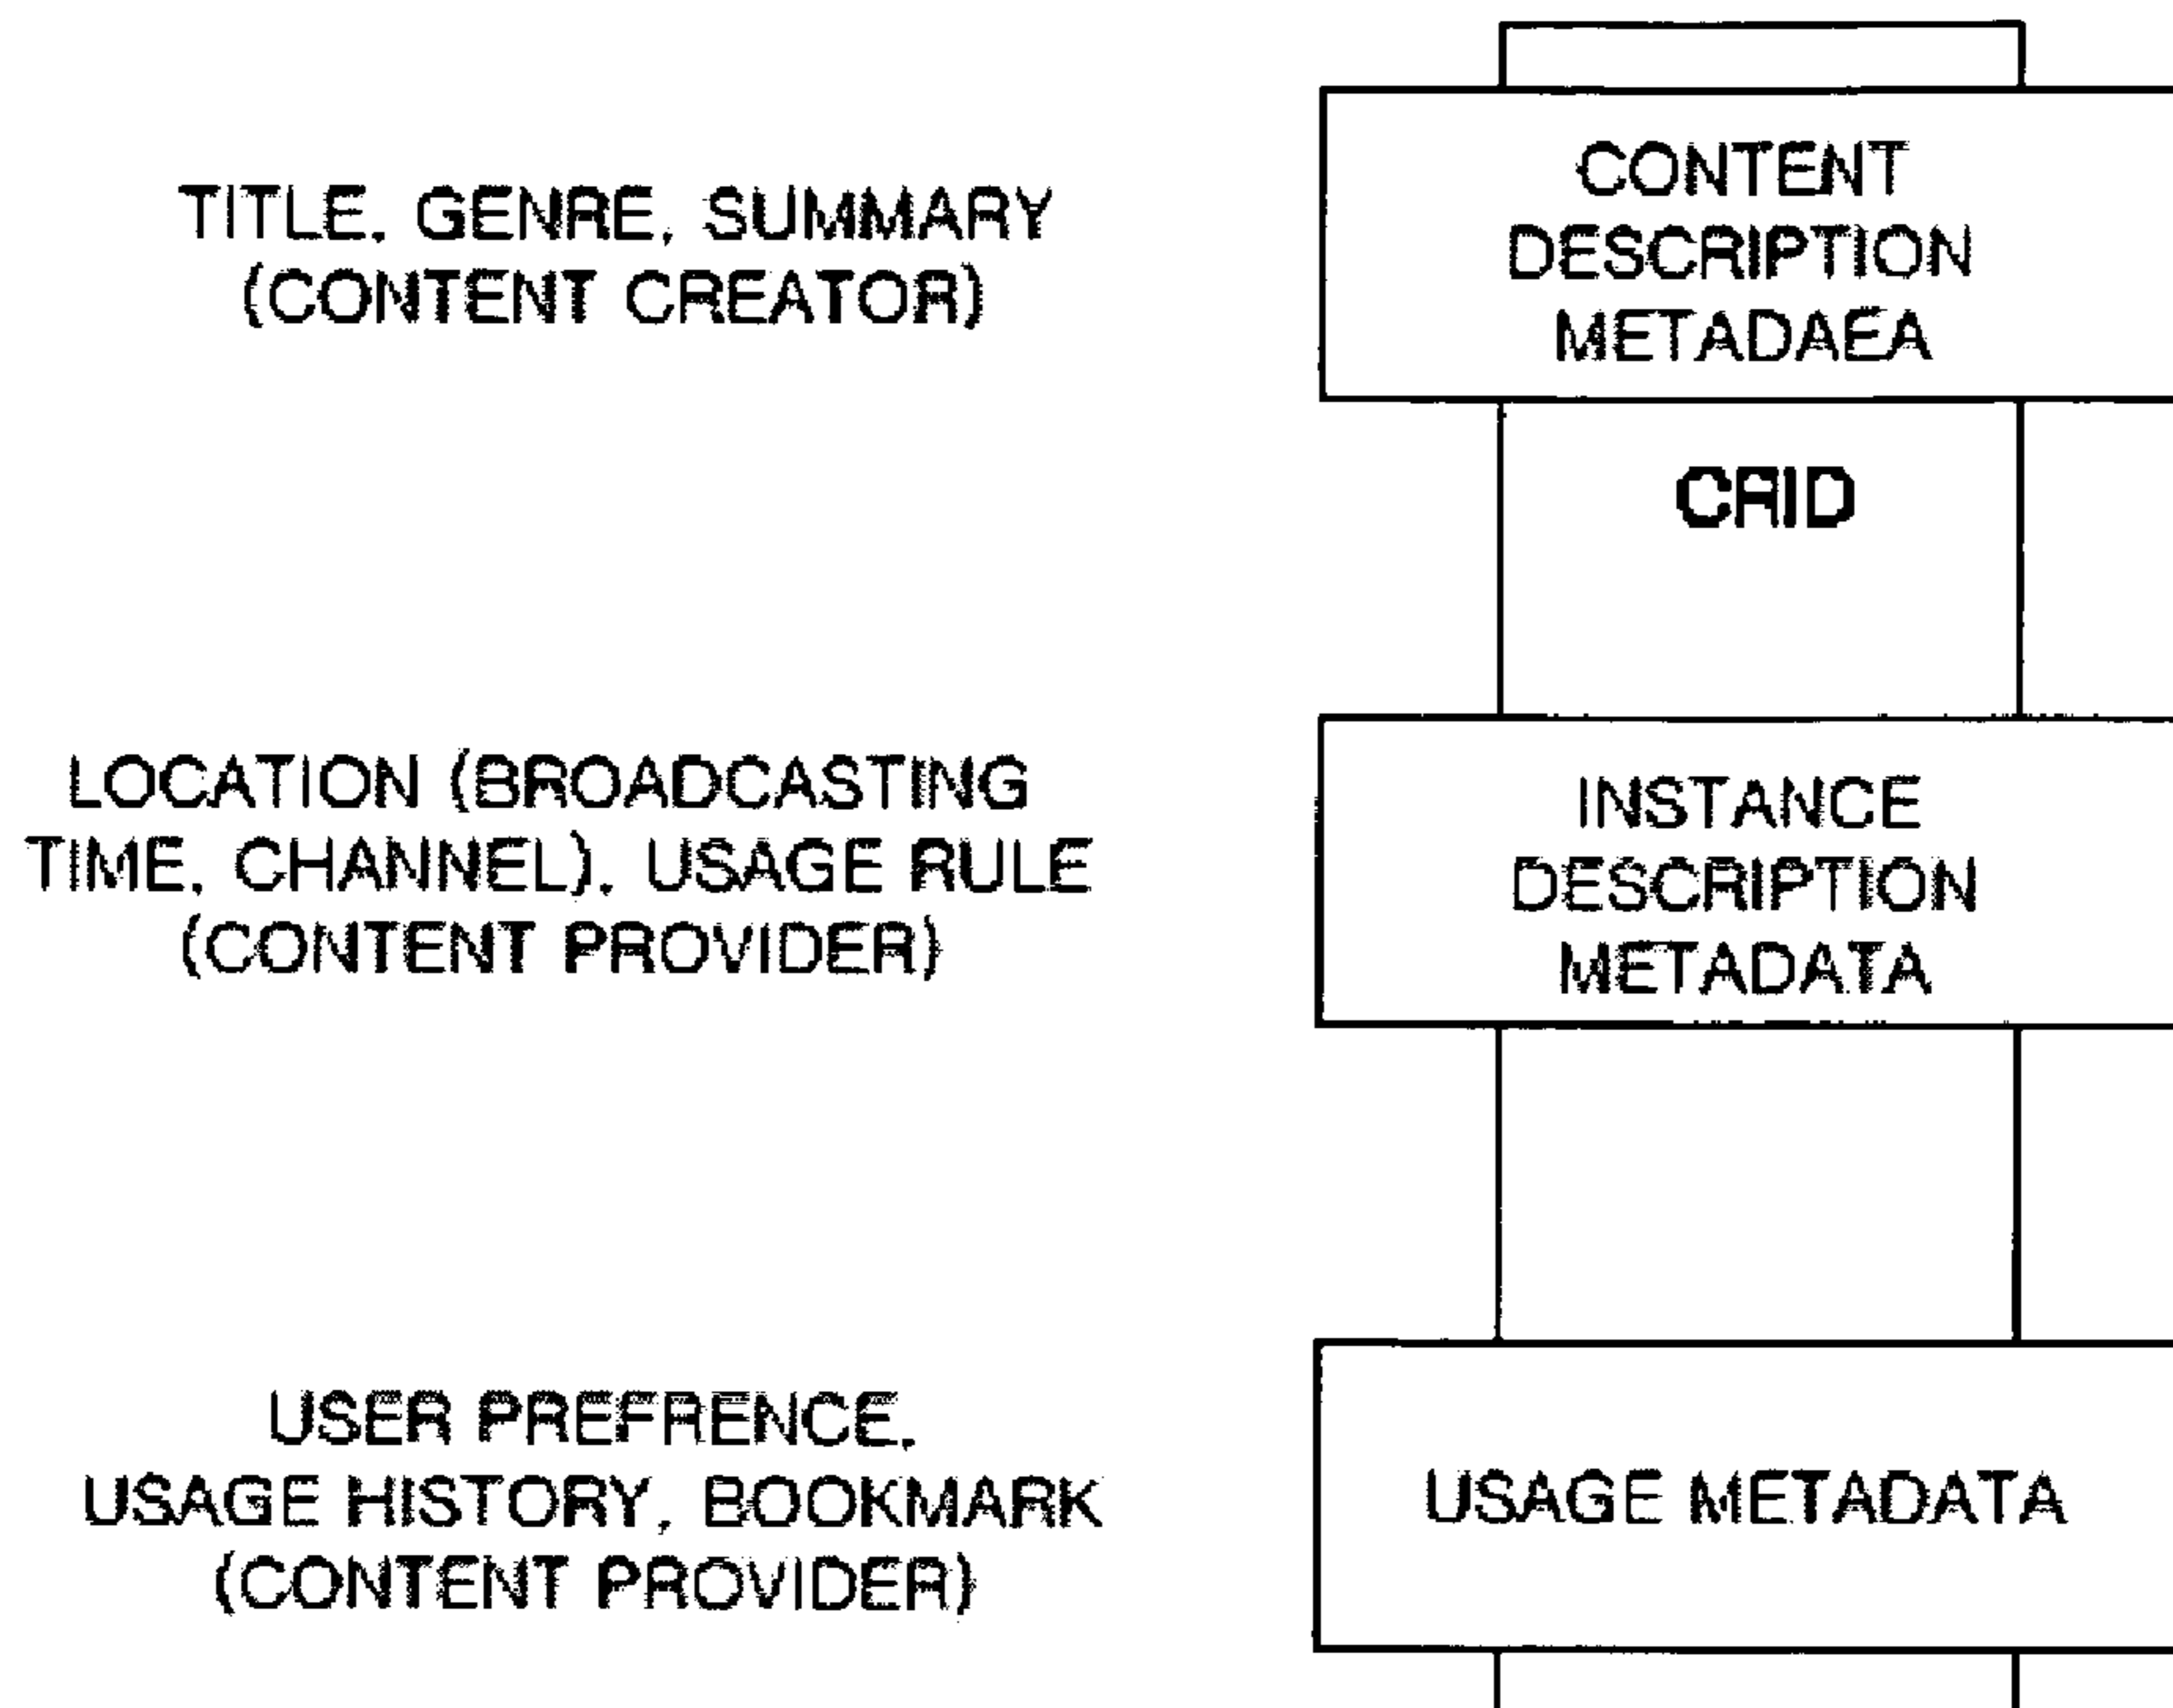 TITLE, GENRE, SUMMARY
(CONTENT CREATOR)
CONTENT
DESCRIPTION
METADAEA
CRID
LOCATION (BROADCASTING
TIME, CHANNEL), USAGE RULE
(CONTENT PROVIDER)
INSTANCE
DESCRIPTION
METADATA
USER PREFRENCE,
USAGE HISTORY, BOOKMARK
(CONTENT PROVIDER)
USAGE METADATA